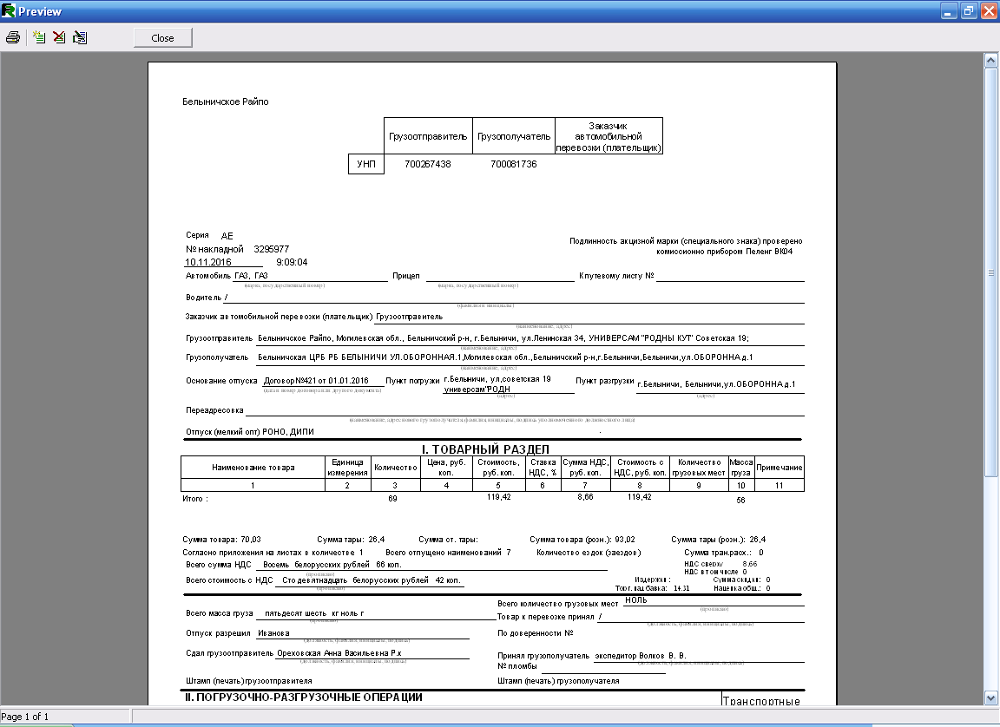 Preview
Close
Белыничское Райпо
Грузоотправитель Грузополучатель Заказчик автомобильной перевозки (плательщик)
УНП 700267438 700081736
Серия АЕ
№ накладной 3295977
10.11.2016 9:09:04
Подлинность акцизной марки (специального знака) проверено
комиссионно прибором Пеленг ВК04
Автомобиль ГАЗ, ГАЗ Прицеп К путевому листу №
(марка, государственный номер) (марка, государственный номер)
Водитель /
(фамилия и инициалы)
Заказчик автомобильной перевозки (плательщик) Грузоотправитель
(наименование, адрес)
Грузоотправитель Белыничское Райпо, Могилевская обл., Белыничский р-н, г.Белыничи, ул.Ленинская 34, УНИВЕРСАМ "РОДНЫ КУТ" Советская 19;
(наименование, адрес)
Грузополучатель Белыничская ЦРБ РБ БЕЛЫНИЧИ УЛ.ОБОРОННАЯ.1,Могилевская обл.,Белыничский р-н,г.Белыничи,Белыничи,ул.ОБОРОННА д.1
(наименование, адрес)
Основание отпуска Договор№421 от 01.01.2016 Пункт погрузки г.Белыничи, ул,советская 19 универсам"РОДН Пункт разгрузки г.Белыничи, Белыничи,ул.ОБОРОННА д.1
(дата и номер договора или другого документа) (адрес) (адрес)
Переадресовка
(наименование, адрес нового грузополучателя,фамилия, инициалы, подпись уполномоченного должностного лица)
Отпуск (мелкий опт) РОНО, ДИПИ .
I. ТОВАРНЫЙ РАЗДЕЛ
Наименование товара Единица измерения Количество Цена, руб. коп. Стоимость, руб. коп. Ставка НДС, % Сумма НДС, руб. коп. Стоимость с НДС, руб. коп. Количество грузовых мест Масса груза Примечание
1 2 3 4 5 6 7 8 9 10 11
Итого : 69 119,42 8,66 119,42 56
Сумма товара: 70,03 Сумма тары: 26,4 Сумма ст. тары: Сумма товара (розн.): 93,02 Сумма тары (розн.): 26,4
Согласно приложения на листах в количестве 1 Всего отпущено наименований 7 Количество ездок (заездов) Сумма тран.расх.: 0
Всего сумма НДС Восемь белорусских рублей 66 коп. НДС сверху 8.66
(прописью) НДС в том числе 0
Всего стоимость с НДС Сто девятнадцать белорусских рублей 42 коп. Издержки: Сумма скидки: 0
(прописью) Торг. надбавка: 14.31 Наценка общ.: 0
Всего количество грузовых мест НОЛЬ
(прописью)
Всего масса груза пятьдесят шесть кг ноль г Товар к перевозке принял /
(прописью) (должность, фамилия, инициалы, подпись)
Отпуск разрешил Иванова По доверенности №
(должность, фамилия, инициалы, подпись)
Сдал грузоотправитель Ореховская Анна Васильевна Р.к Принял грузополучатель экспедитор Волков В. В.
(должность, фамилия, инициалы, подпись) (должность, фамилия, инициалы, подпись)
№ пломбы
Штамп (печать) грузоотправителя Штамп (печать) грузополучателя
II. ПОГРУЗОЧНО-РАЗГРУЗОЧНЫЕ ОПЕРАЦИИ Транспортные
Page 1 of 1